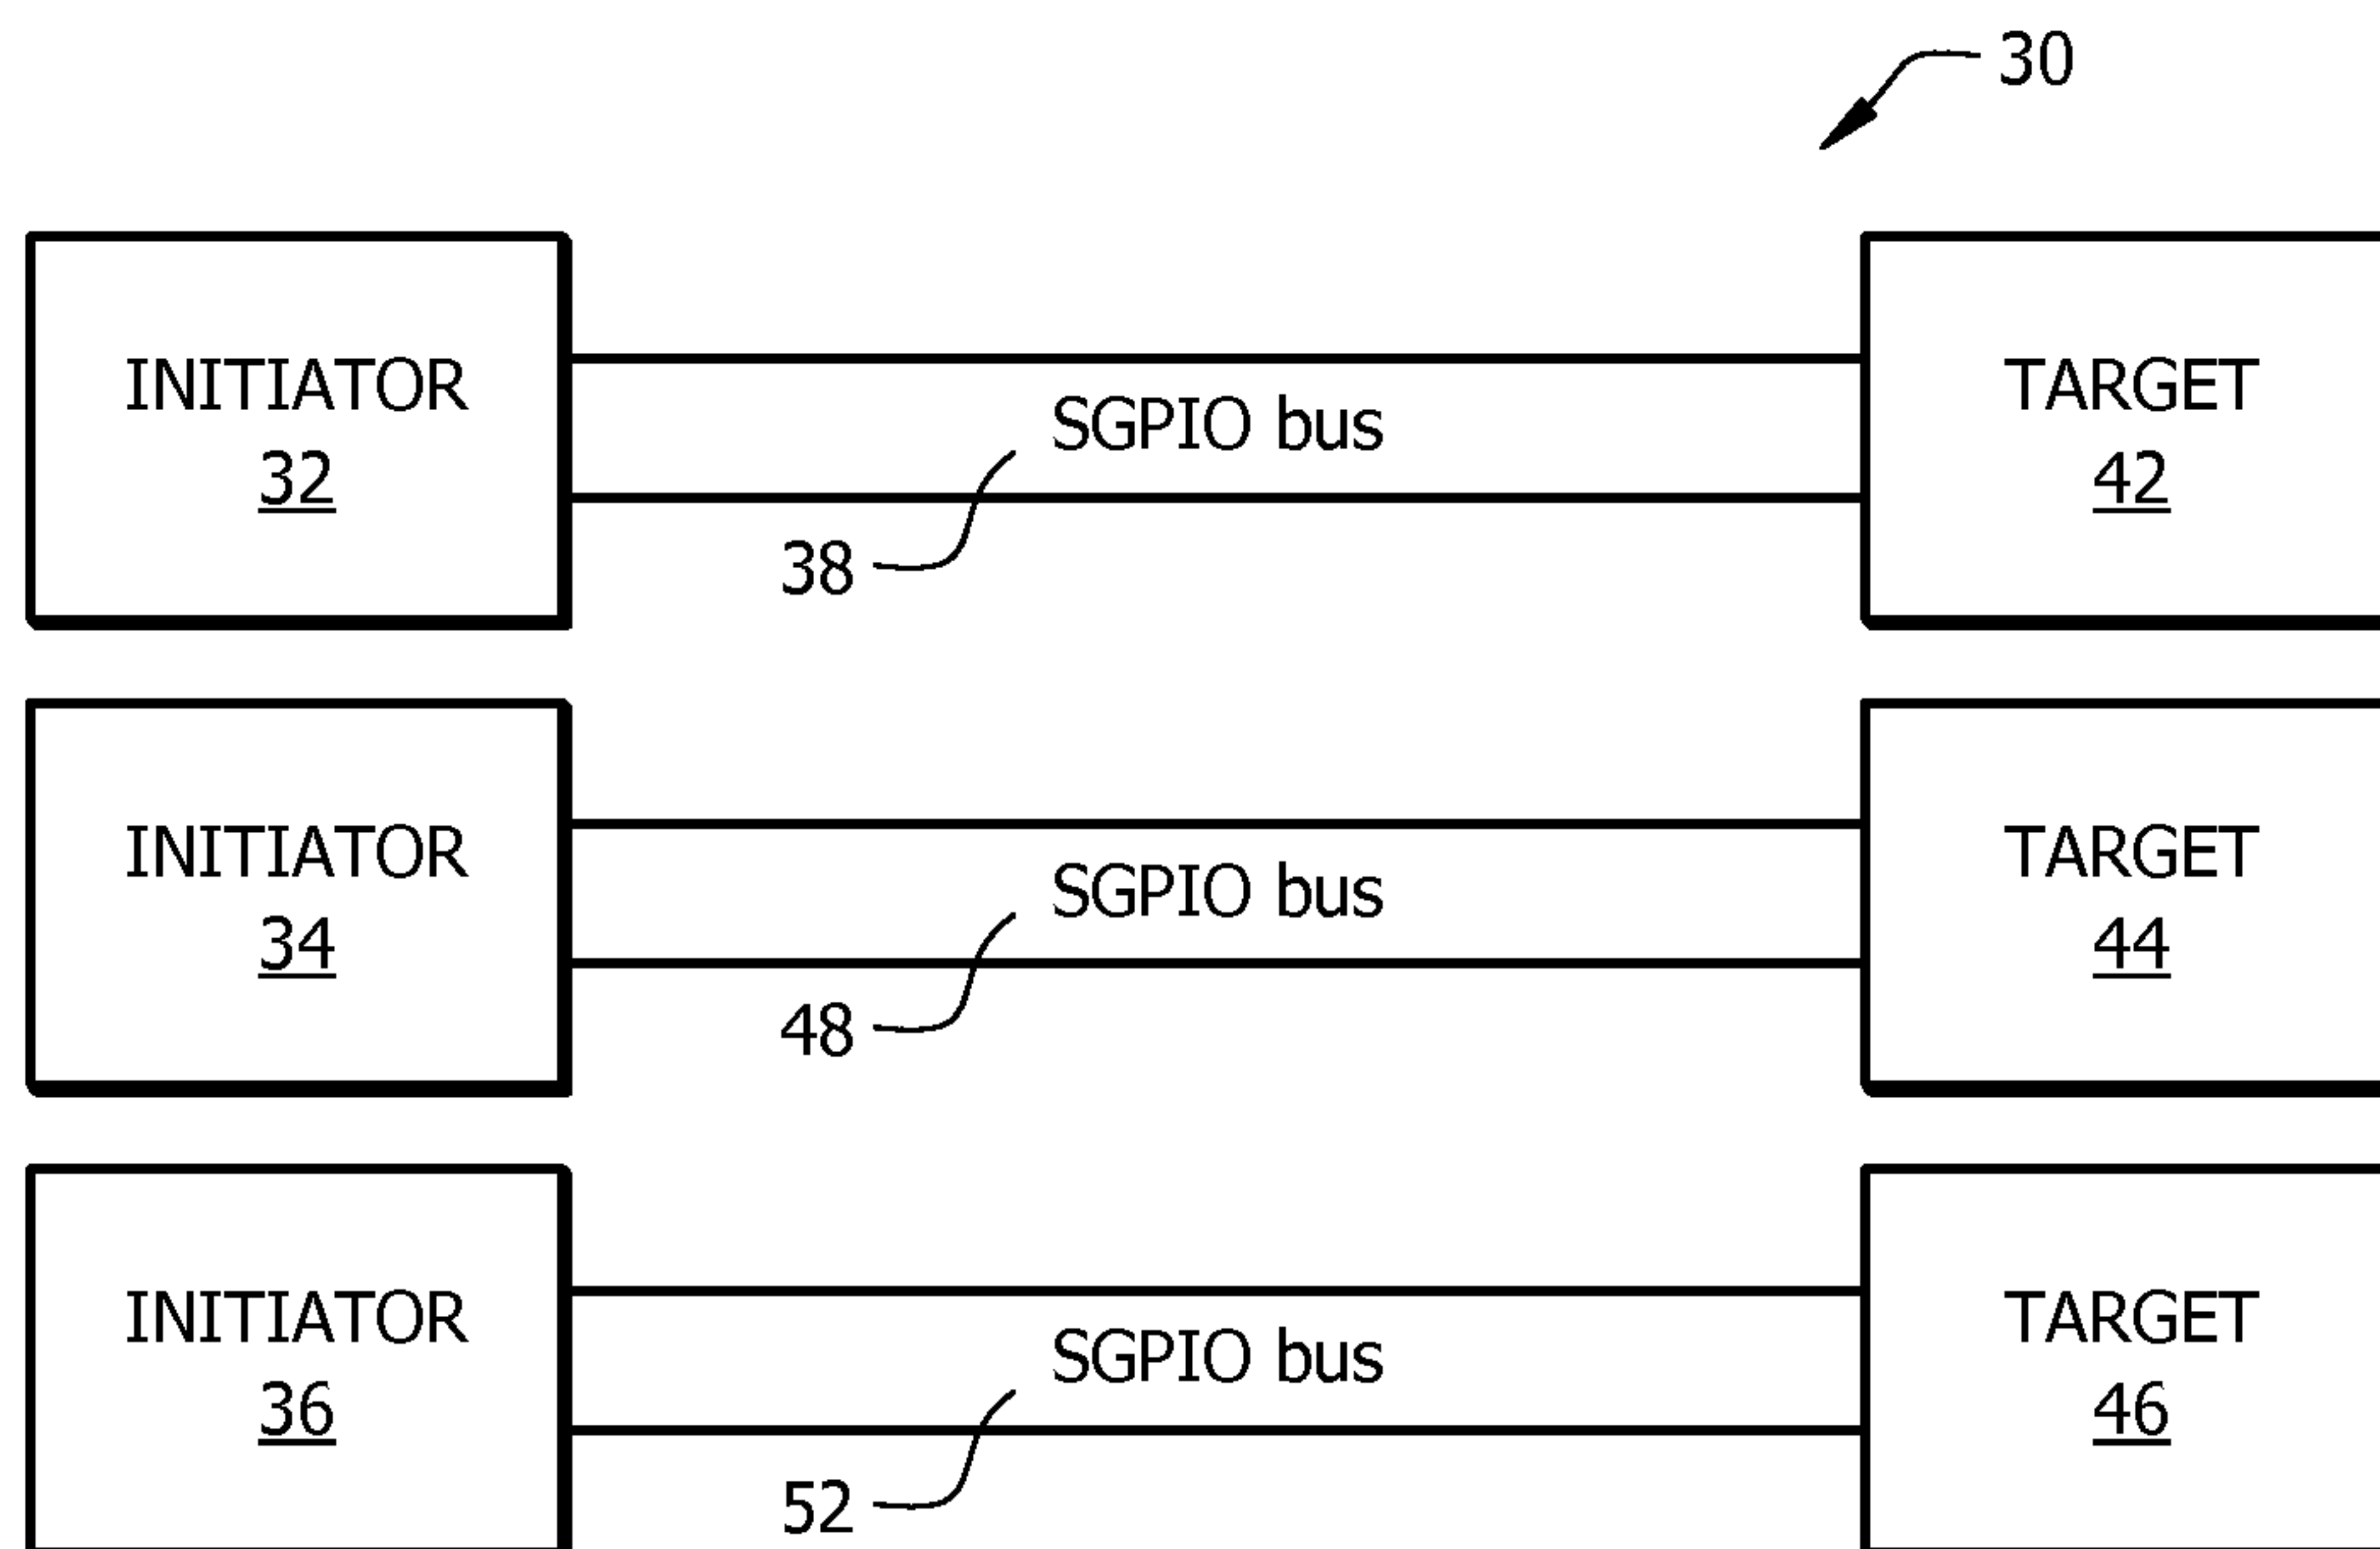 30
INITIATOR
32
SGPIO bus
38
TARGET
42
INITIATOR
34
SGPIO bus
48
TARGET
44
INITIATOR
36
SGPIO bus
52
TARGET
46